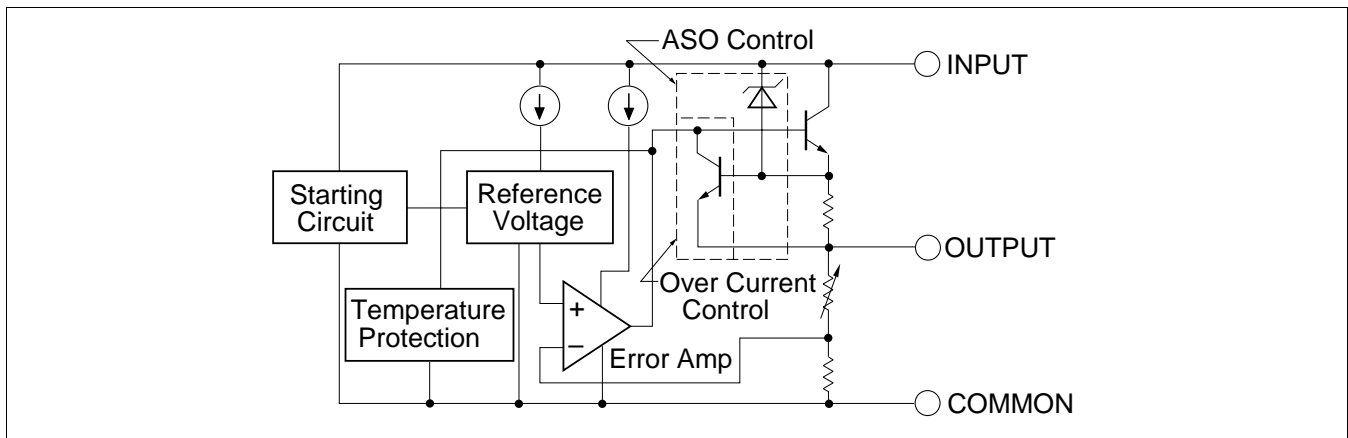 ASO Control
INPUT
Starting
Circuit
Reference
Voltage
OUTPUT
Temperature
Protection
+
−
Over Current
Control
Error Amp
COMMON